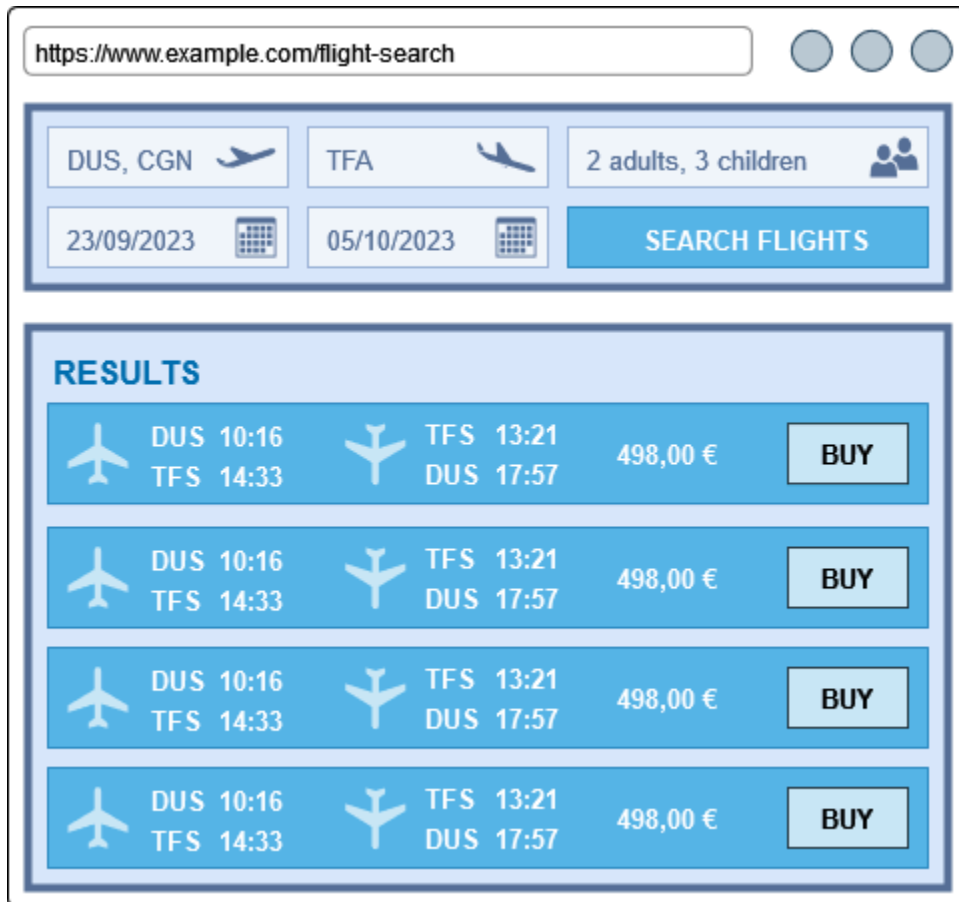 https://www.example.com/flight-search
DUS, CGN TFA 2 adults, 3 children
23/09/2023 05/10/2023 SEARCH FLIGHTS
RESULTS
DUS 10:16 TFS 13:21
TFS 14:33 DUS 17:57
498,00 € BUY
DUS 10:16 TFS 13:21
TFS 14:33 DUS 17:57
498,00 € BUY
DUS 10:16 TFS 13:21
TFS 14:33 DUS 17:57
498,00 € BUY
DUS 10:16 TFS 13:21
TFS 14:33 DUS 17:57
498,00 € BUY